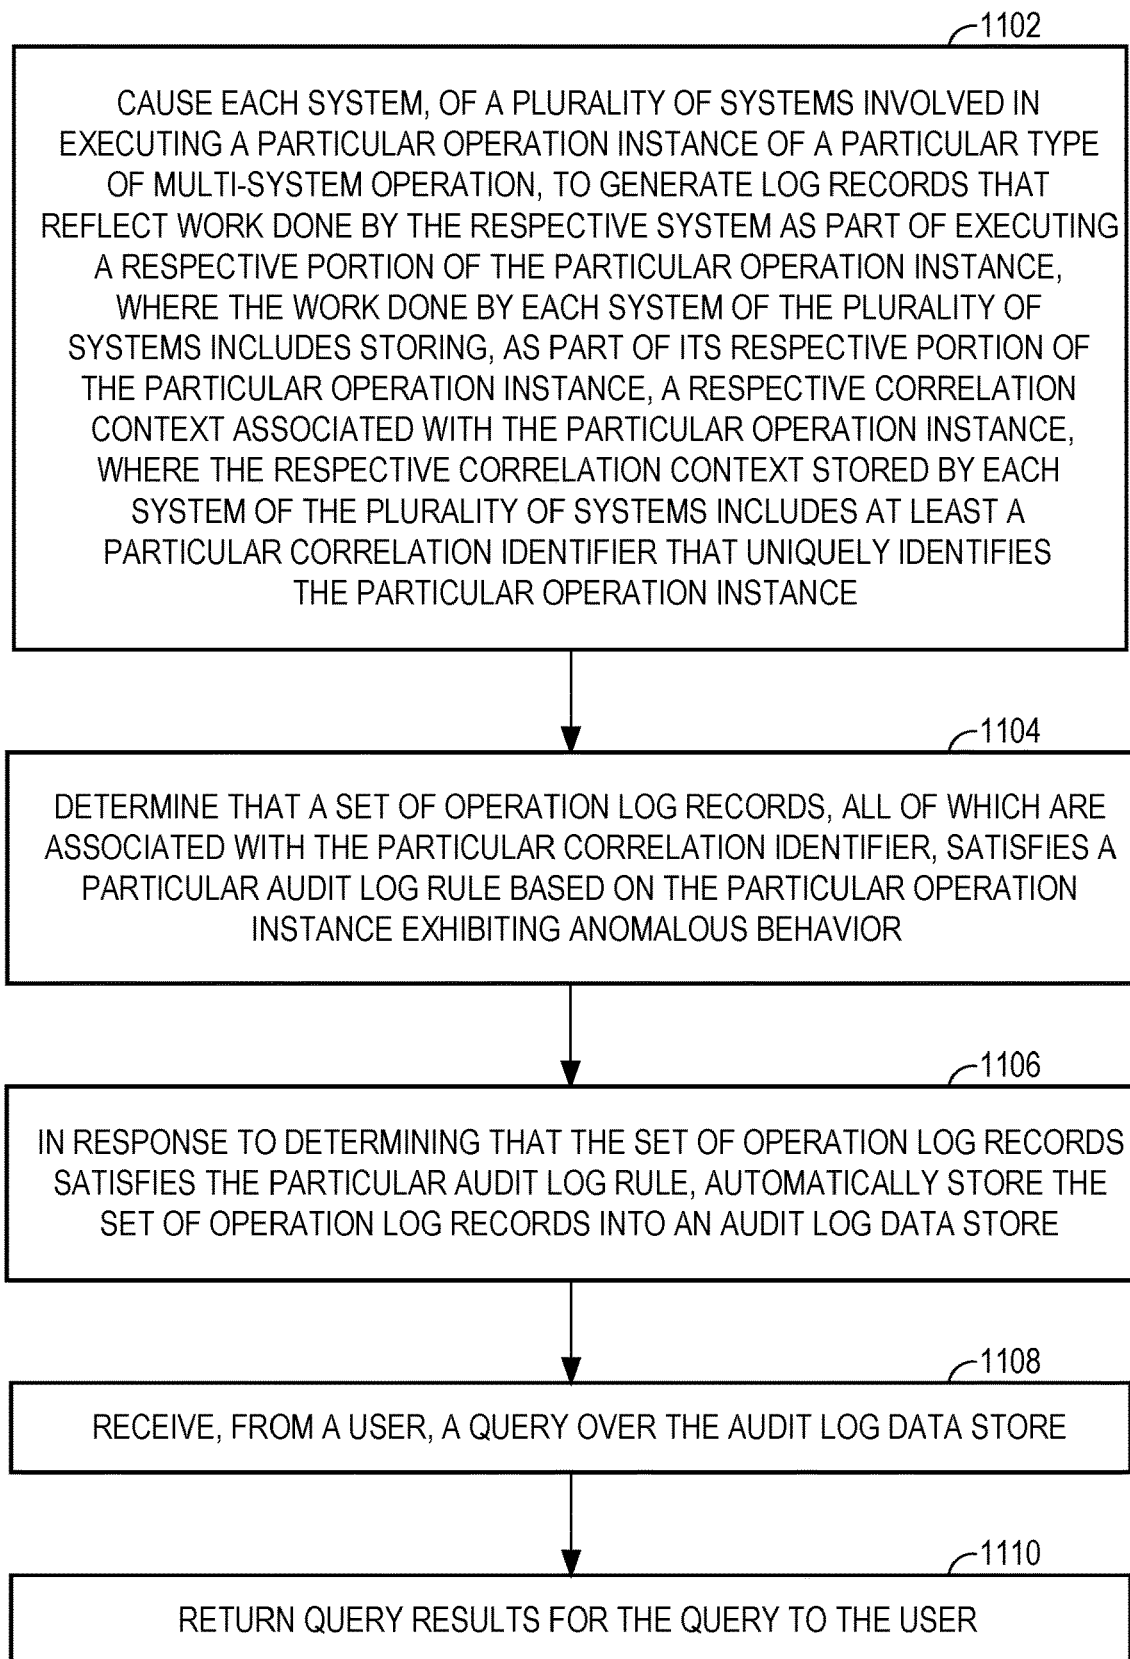 1102
CAUSE EACH SYSTEM, OF A PLURALITY OF SYSTEMS INVOLVED IN
EXECUTING A PARTICULAR OPERATION INSTANCE OF A PARTICULAR TYPE
OF MULTI-SYSTEM OPERATION, TO GENERATE LOG RECORDS THAT
REFLECT WORK DONE BY THE RESPECTIVE SYSTEM AS PART OF EXECUTING
A RESPECTIVE PORTION OF THE PARTICULAR OPERATION INSTANCE,
WHERE THE WORK DONE BY EACH SYSTEM OF THE PLURALITY OF
SYSTEMS INCLUDES STORING, AS PART OF ITS RESPECTIVE PORTION OF
THE PARTICULAR OPERATION INSTANCE, A RESPECTIVE CORRELATION
CONTEXT ASSOCIATED WITH THE PARTICULAR OPERATION INSTANCE,
WHERE THE RESPECTIVE CORRELATION CONTEXT STORED BY EACH
SYSTEM OF THE PLURALITY OF SYSTEMS INCLUDES AT LEAST A
PARTICULAR CORRELATION IDENTIFIER THAT UNIQUELY IDENTIFIES
THE PARTICULAR OPERATION INSTANCE
1104
DETERMINE THAT A SET OF OPERATION LOG RECORDS, ALL OF WHICH ARE
ASSOCIATED WITH THE PARTICULAR CORRELATION IDENTIFIER, SATISFIES A
PARTICULAR AUDIT LOG RULE BASED ON THE PARTICULAR OPERATION
INSTANCE EXHIBITING ANOMALOUS BEHAVIOR
1106
IN RESPONSE TO DETERMINING THAT THE SET OF OPERATION LOG RECORDS
SATISFIES THE PARTICULAR AUDIT LOG RULE, AUTOMATICALLY STORE THE
SET OF OPERATION LOG RECORDS INTO AN AUDIT LOG DATA STORE
1108
RECEIVE, FROM A USER, A QUERY OVER THE AUDIT LOG DATA STORE
1110
RETURN QUERY RESULTS FOR THE QUERY TO THE USER